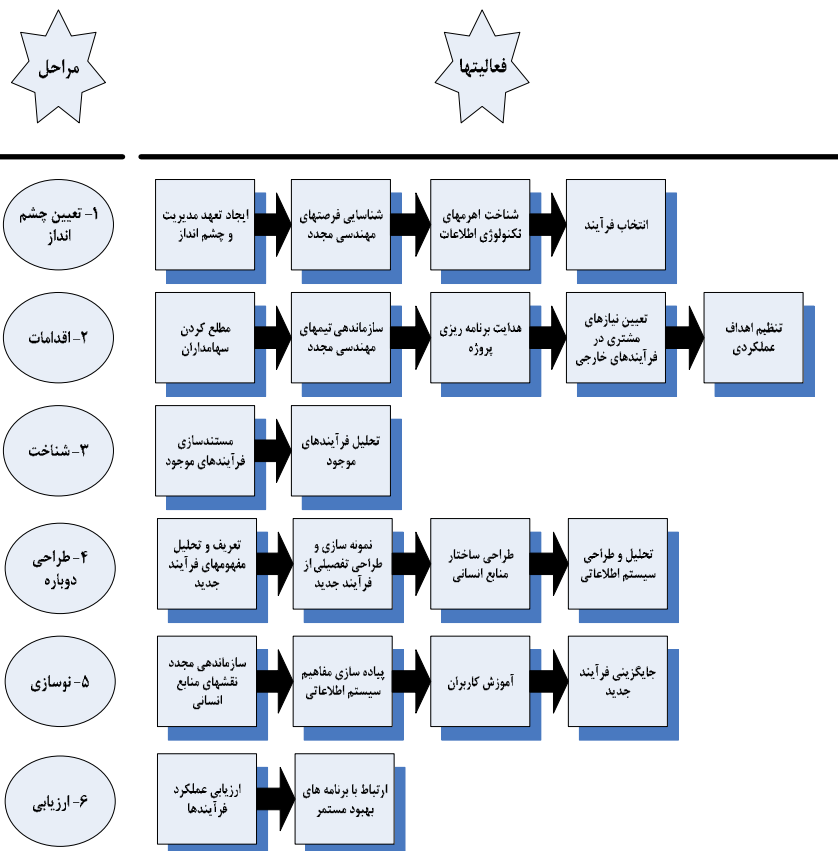 مراحل
فعالیتها
۱- تعیین چشم
انداز
ایجاد تعهد مدیریت
و چشم انداز
شناسایی فرصتهای
مهندسی مجدد
شناخت اهرمهای
تکنولوژی اطلاعات
انتخاب فرآیند
۲- اقدامات
مطلع کردن
سهامداران
سازماندهی تیمهای
مهندسی مجدد
هدایت برنامه ریزی
پروژه
تعیین نیازهای
مشتری در
فرآیندهای خارجی
تنظیم اهداف
عملکردی
۳- شناخت
مستندسازی
فرآیندهای موجود
تحلیل فرآیندهای
موجود
۴- طراحی
دوباره
تعریف و تحلیل
مفهومهای فرآیند
جدید
نمونه سازی و
طراحی تفصیلی از
فرآیند جدید
طراحی ساختار
منابع انسانی
تحلیل و طراحی
سیستم اطلاعاتی
۵- نوسازی
سازماندهی مجدد
نقشهای منابع
انسانی
پیاده سازی مفاهیم
سیستم اطلاعاتی
آموزش کاربران
جایگزینی فرآیند
جدید
۶- ارزیابی
ارزیابی عملکرد
فرآیندها
ارتباط با برنامه های
بهبود مستمر